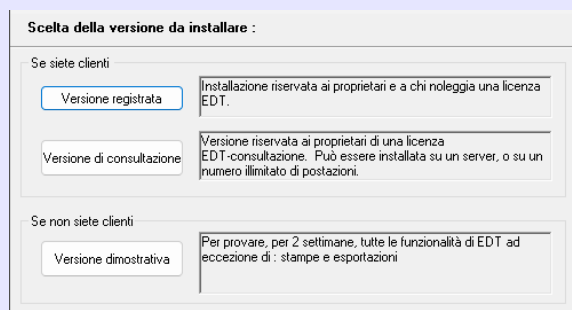 Scelta della versione da installare :
Se siete clienti
Versione registrata
Installazione riservata ai proprietari e a chi noleggia una licenza
EDT.
Versione di consultazione
Versione riservata ai proprietari di una licenza
EDT-consultazione. Può essere installata su un server, o su un
numero illimitato di postazioni.
Se non siete clienti
Versione dimostrativa
Per provare, per 2 settimane, tutte le funzionalità di EDT ad
eccezione di : stampe e esportazioni